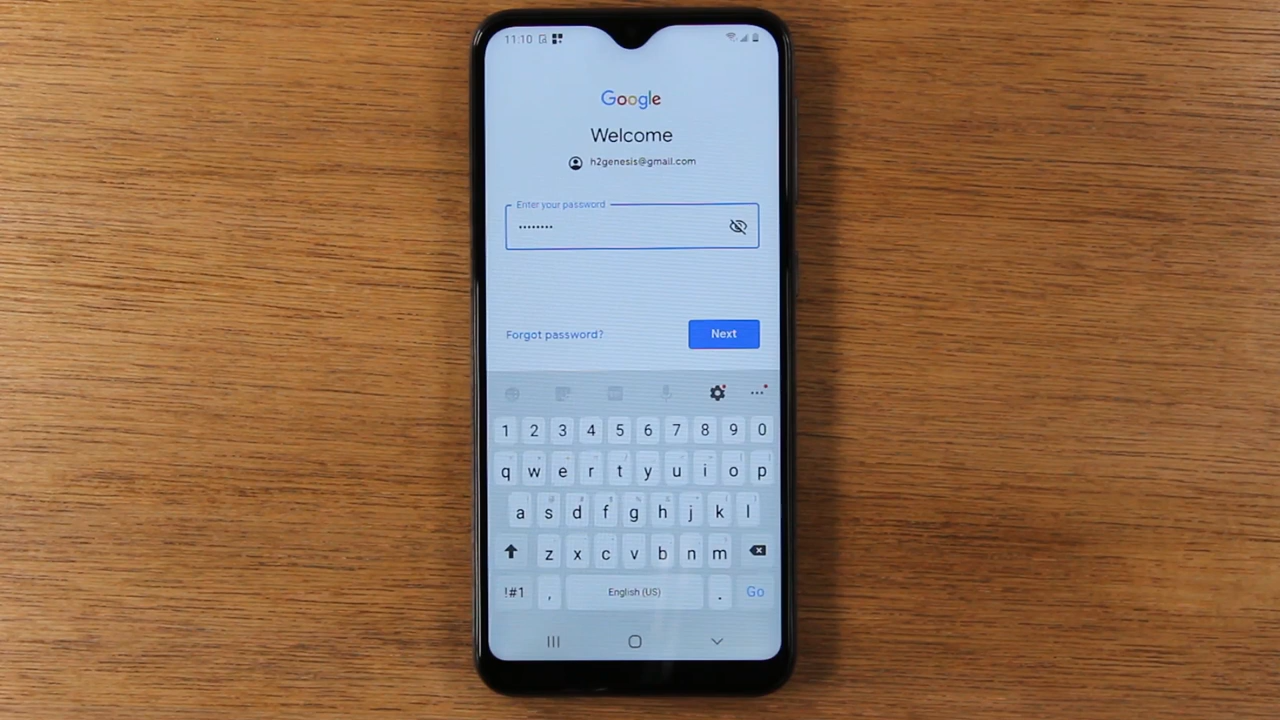 11:10
Google
Welcome
h2genesis@gmail.com
Enter your password
••••••••
Forgot password?
Next
1 2 3 4 5 6 7 8 9 0
q w e r t y u i o p
a s d f g h j k l
z x c v b n m
!#1 , English (US) . Go